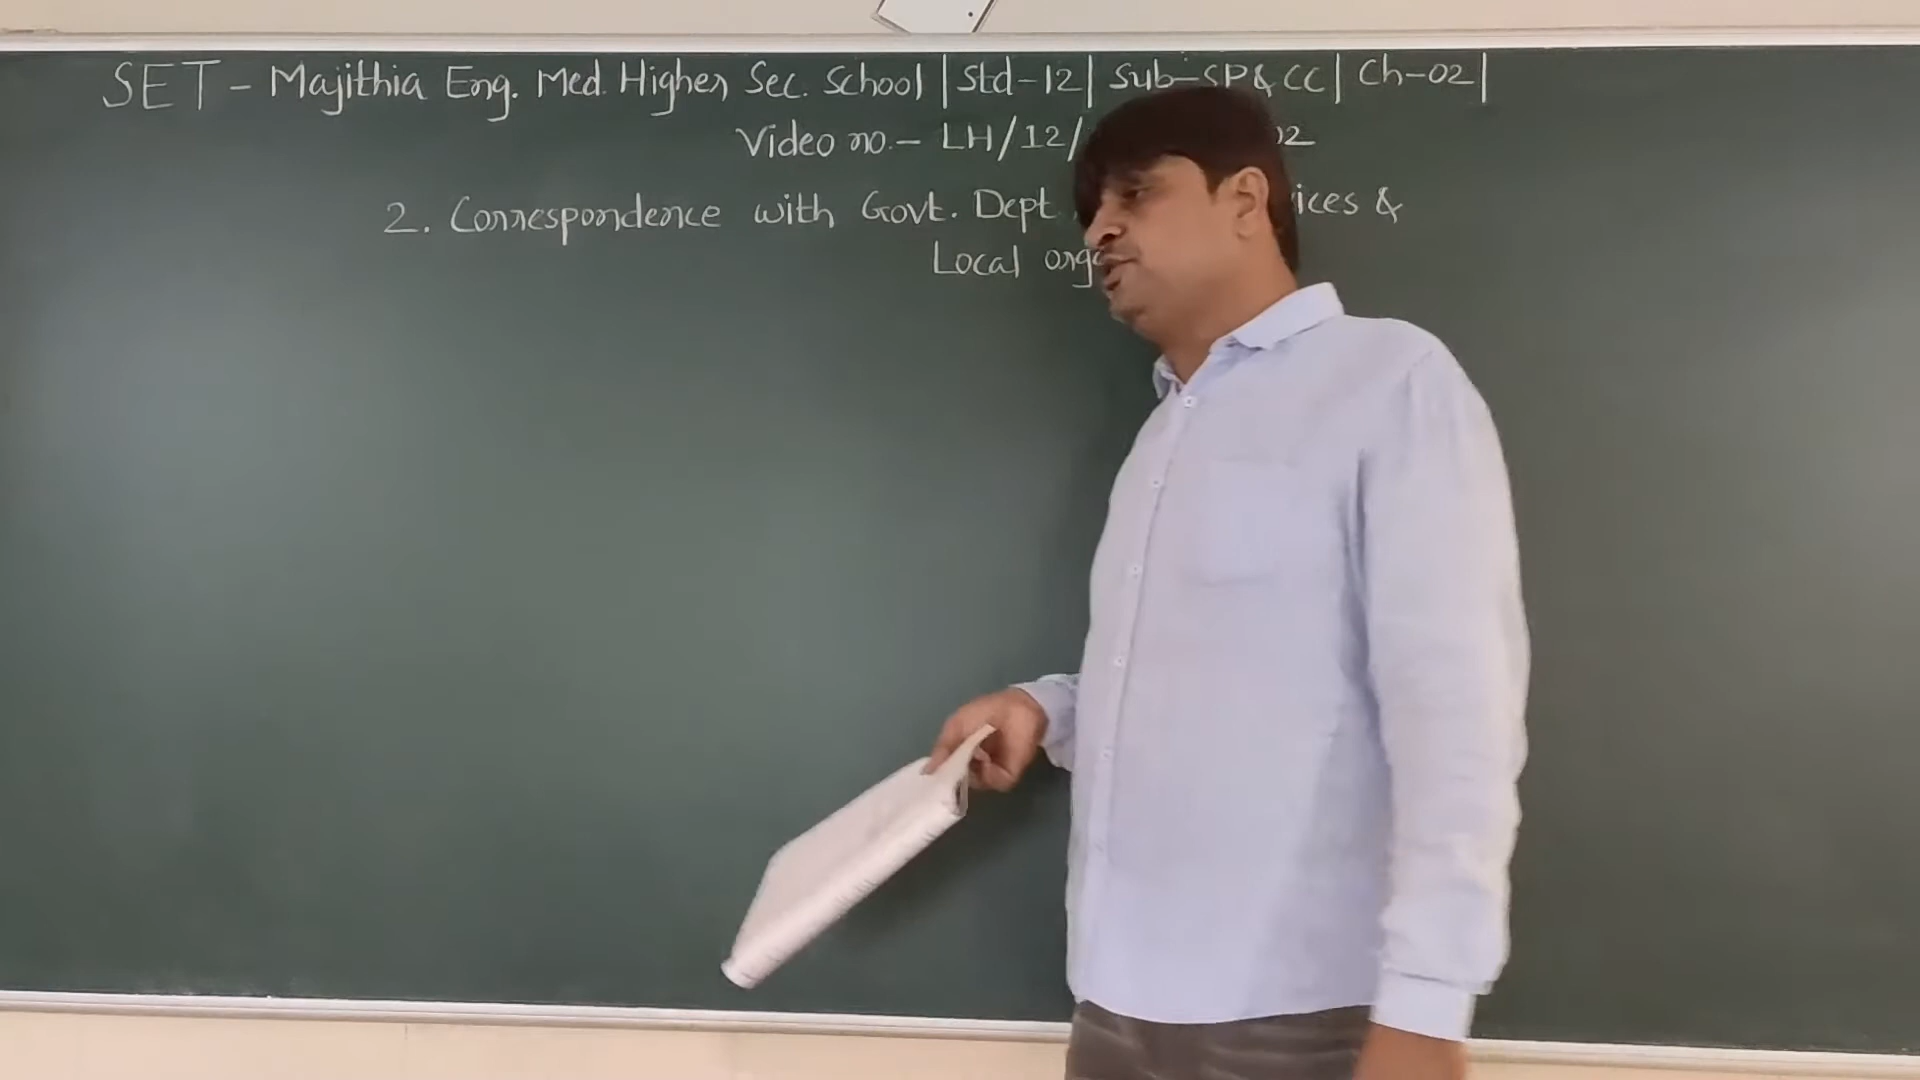 SET - Majithia Eng. Med. Higher Sec. School | Std-12 | Sub-SP & CC | Ch-02 |
Video no. - LH/12/
2. Correspondence with Govt. Dept &
Local